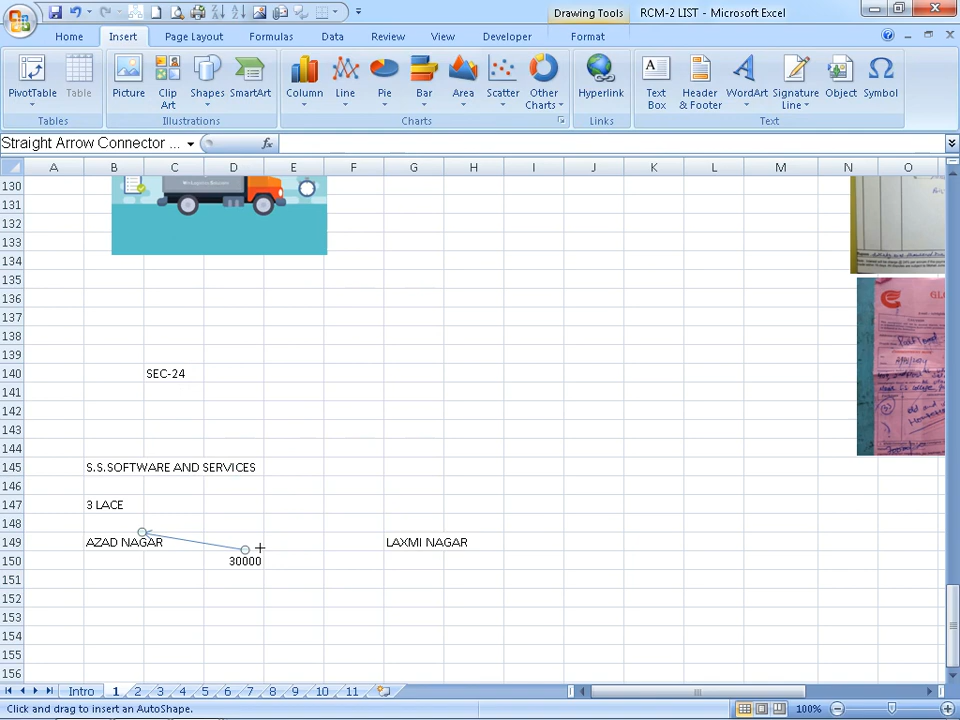 RCM-2 LIST - Microsoft Excel
Drawing Tools
Home Insert Page Layout Formulas Data Review View Developer Format
PivotTable Table Picture Clip Art Shapes SmartArt Column Line Pie Bar Area Scatter Other Charts Hyperlink Text Box Header & Footer WordArt Signature Line Object Symbol
Tables Illustrations Charts Links Text
Straight Arrow Connector ... fx
A B C D E F G H I J K L M N O
130
131
132
133
134
135
136
137
138
139
140 SEC-24
141
142
143
144
145 S.S.SOFTWARE AND SERVICES
146
147 3 LACE
148
149 AZAD NAGAR LAXMI NAGAR
150 30000
151
152
153
154
155
156
Intro 1 2 3 4 5 6 7 8 9 10 11
Click and drag to insert an AutoShape. 100%